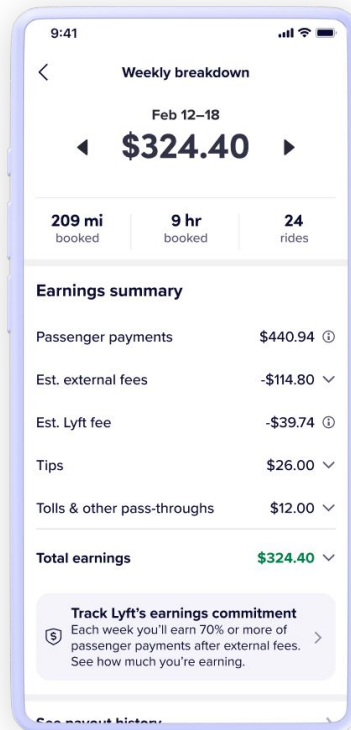 9:41
Weekly breakdown
Feb 12–18
$324.40
209 mi 9 hr 24
booked booked rides
Earnings summary
Passenger payments $440.94
Est. external fees -$114.80
Est. Lyft fee -$39.74
Tips $26.00
Tolls & other pass-throughs $12.00
Total earnings $324.40
Track Lyft's earnings commitment
Each week you'll earn 70% or more of
passenger payments after external fees.
See how much you're earning.
See payout history